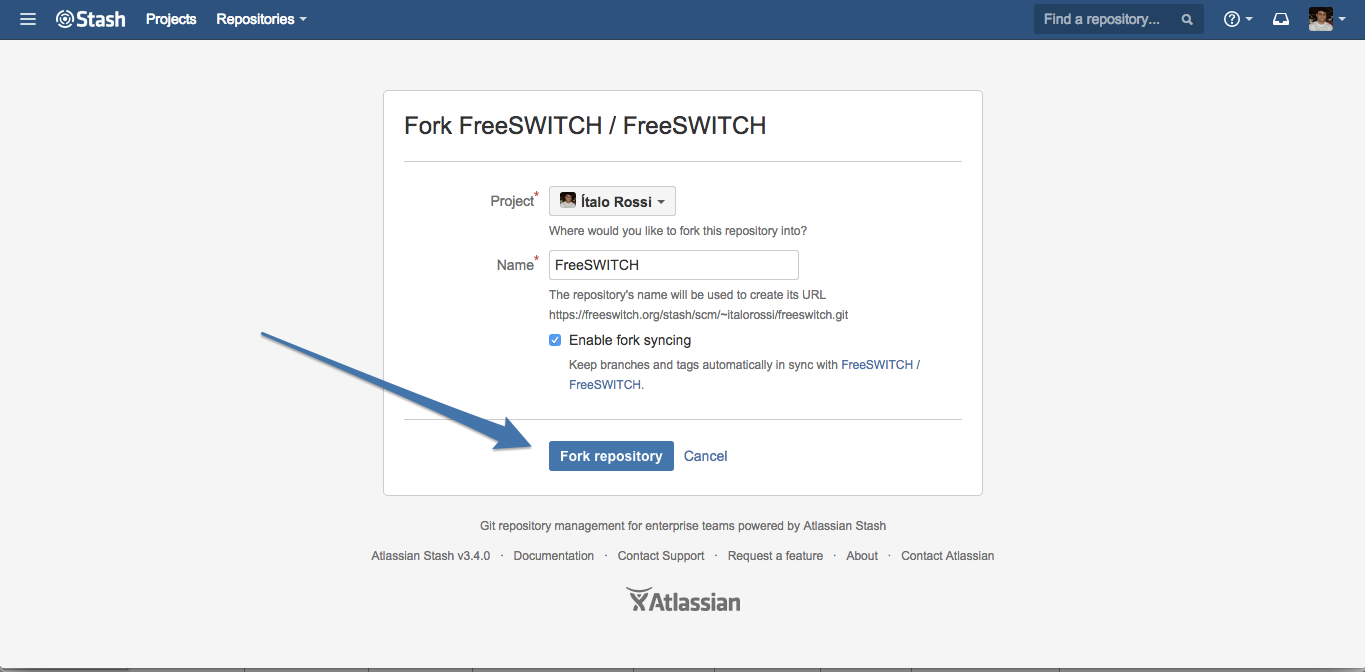 Stash Projects Repositories Find a repository...
Fork FreeSWITCH / FreeSWITCH
Project* Ítalo Rossi
Where would you like to fork this repository into?
Name* FreeSWITCH
The repository's name will be used to create its URL
https://freeswitch.org/stash/scm/~italorossi/freeswitch.git
Enable fork syncing
Keep branches and tags automatically in sync with FreeSWITCH /
FreeSWITCH.
Fork repository Cancel
Git repository management for enterprise teams powered by Atlassian Stash
Atlassian Stash v3.4.0 · Documentation · Contact Support · Request a feature · About · Contact Atlassian
Atlassian